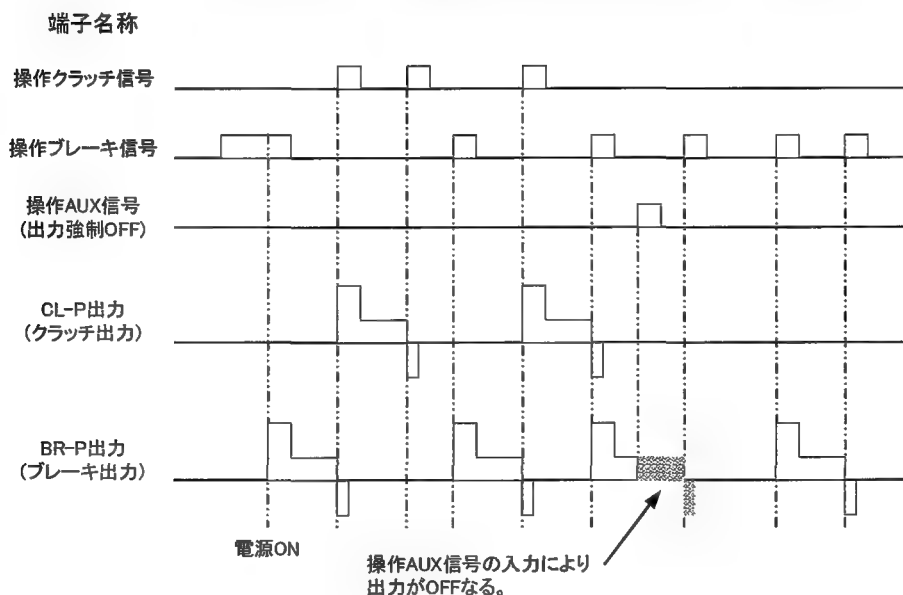 端子名称
操作クラッチ信号
操作ブレーキ信号
操作AUX信号
(出力強制OFF)
CL-P出力
(クラッチ出力)
BR-P出力
(ブレーキ出力)
電源ON
操作AUX信号の入力により
出力がOFFなる。